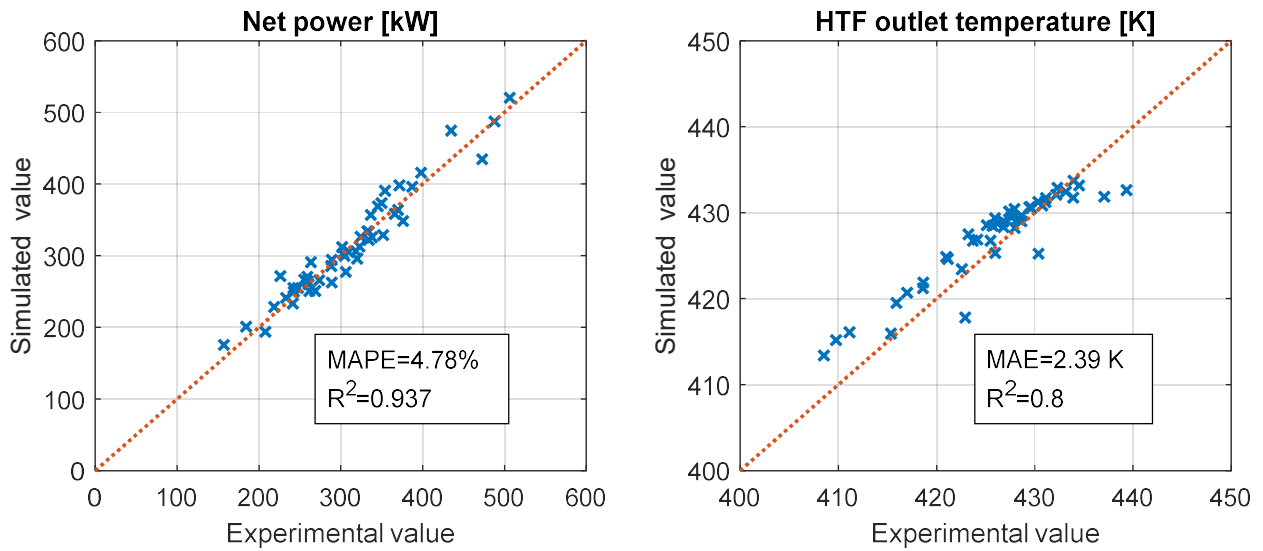 Net power [kW]
600
500
400
300
200
100
0
0 100 200 300 400 500 600
Simulated value
Experimental value
MAPE=4.78%
R²=0.937
HTF outlet temperature [K]
450
440
430
420
410
400
400 410 420 430 440 450
Simulated value
Experimental value
MAE=2.39 K
R²=0.8